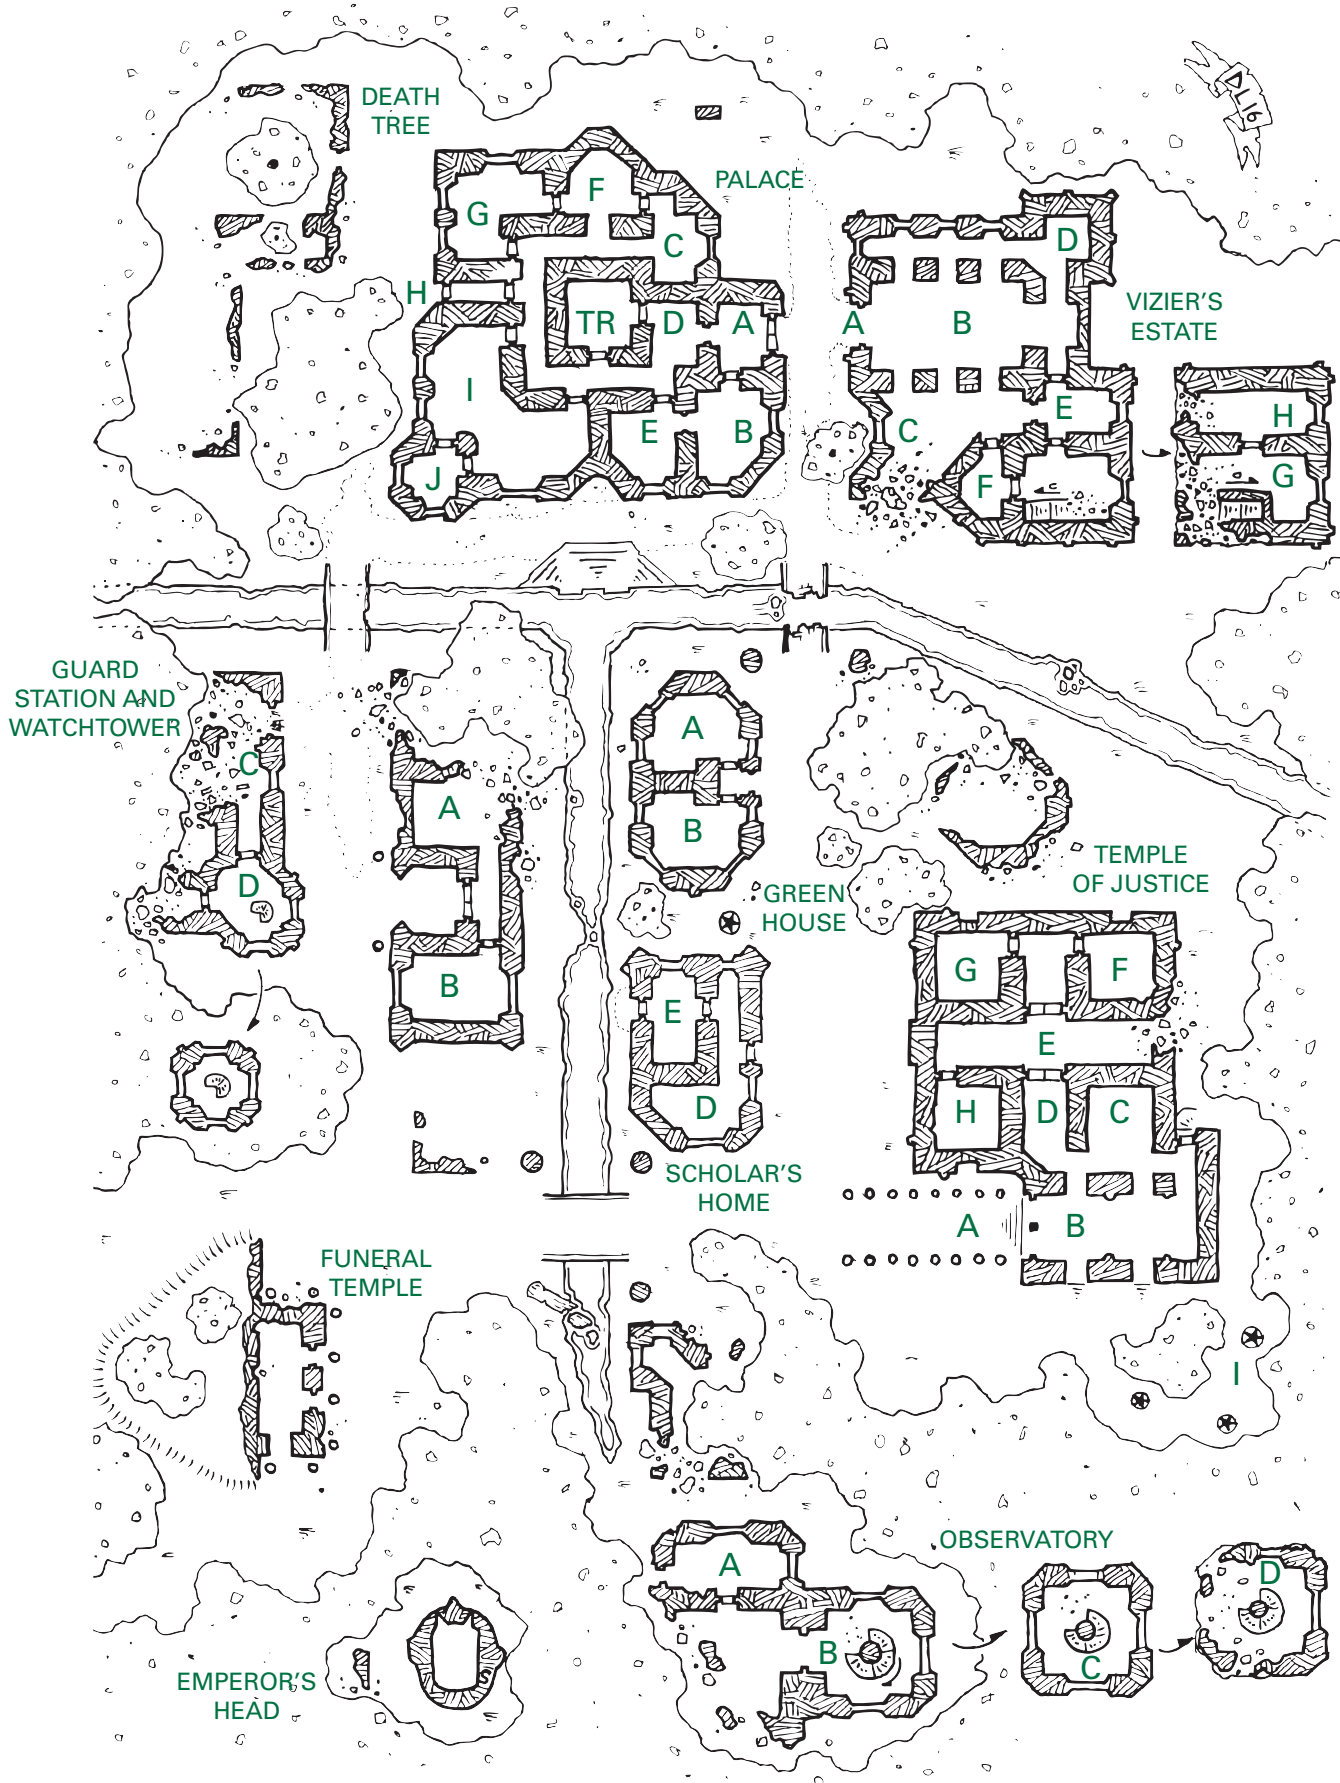 DL16
DEATH
TREE
PALACE
F
G
C
H
TR
D
A
I
E
B
J
D
A
B
VIZIER'S
ESTATE
C
E
F
H
G
GUARD
STATION AND
WATCHTOWER
C
A
D
B
A
B
GREEN
HOUSE
TEMPLE
OF JUSTICE
G
F
E
H
D
C
A
B
I
E
D
SCHOLAR'S
HOME
FUNERAL
TEMPLE
EMPEROR'S
HEAD
S
OBSERVATORY
A
B
C
D